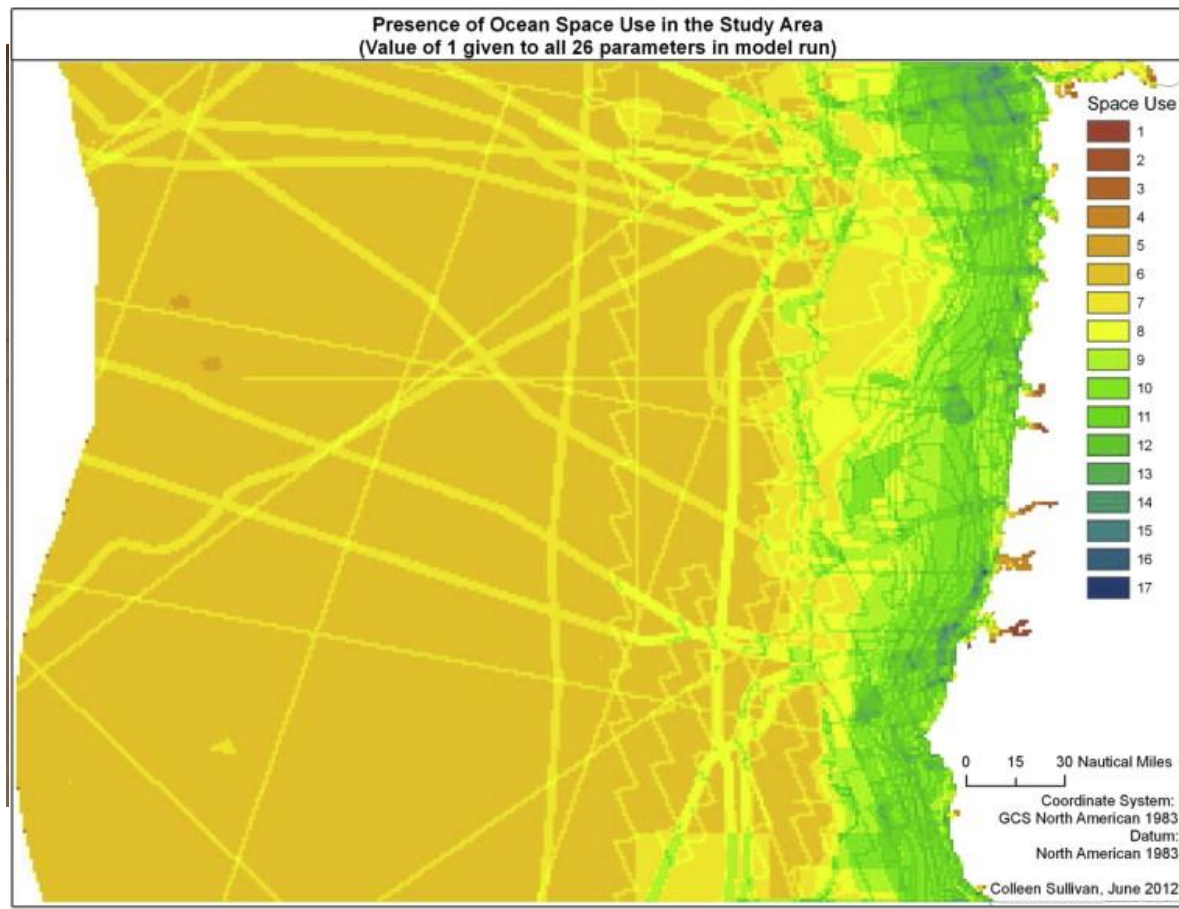 Presence of Ocean Space Use in the Study Area
(Value of 1 given to all 26 parameters in model run)
Space Use
1
2
3
4
5
6
7
8
9
10
11
12
13
14
15
16
17
0 15 30 Nautical Miles
Coordinate System:
GCS North American 1983
Datum:
North American 1983
Colleen Sullivan, June 2012